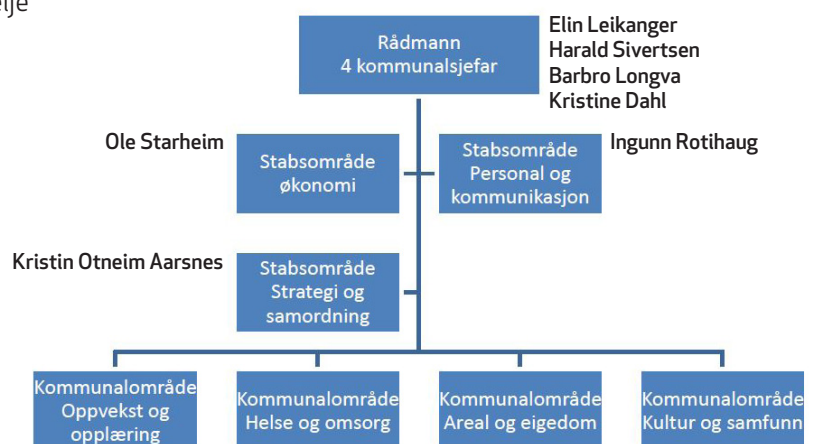 Rådmann
4 kommunalsjefar
Elin Leikanger
Harald Sivertsen
Barbro Longva
Kristine Dahl
Ole Starheim
Stabsområde
økonomi
Stabsområde
Personal og
kommunikasjon
Ingunn Rotihaug
Kristin Otneim Aarsnes
Stabsområde
Strategi og
samordning
Kommunalområde
Oppvekst og
opplæring
Kommunalområde
Helse og omsorg
Kommunalområde
Areal og eigedom
Kommunalområde
Kultur og samfunn